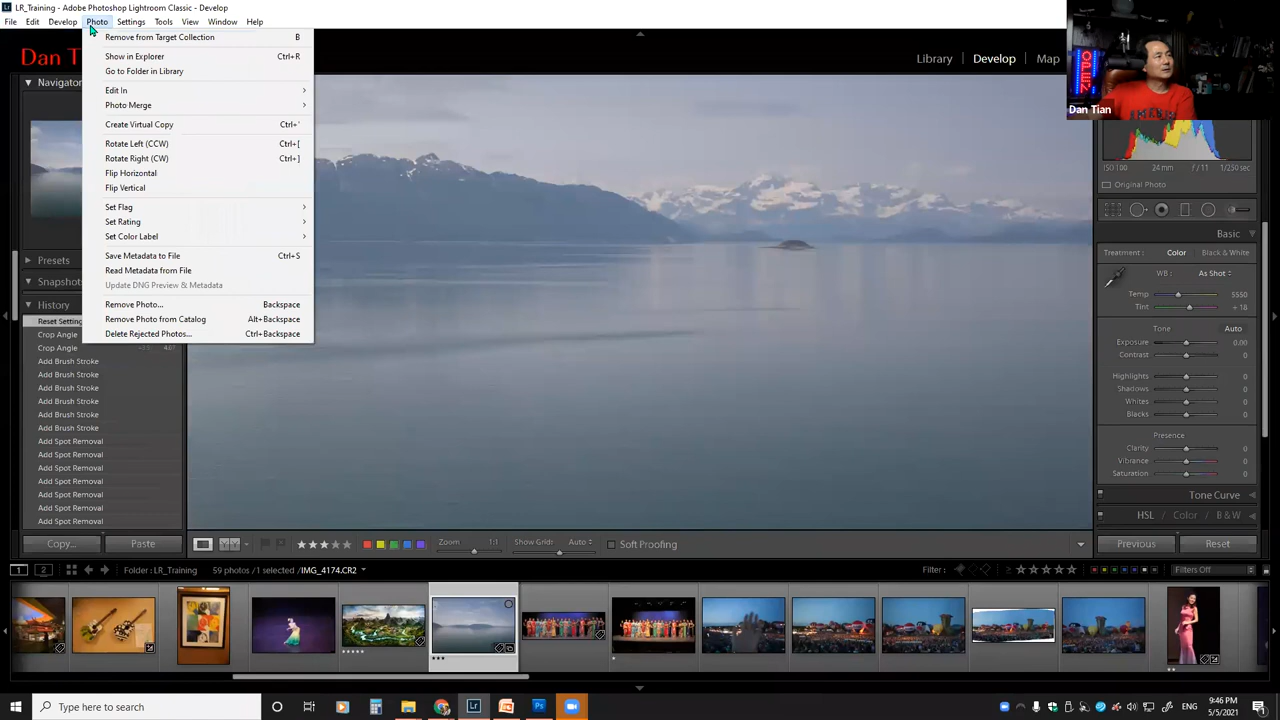 LR_Training - Adobe Photoshop Lightroom Classic - Develop
File Edit Develop Photo Settings Tools View Window Help
Remove from Target Collection B
Show in Explorer Ctrl+R
Go to Folder in Library
Edit In
Photo Merge
Create Virtual Copy Ctrl+'
Rotate Left (CCW) Ctrl+[
Rotate Right (CW) Ctrl+]
Flip Horizontal
Flip Vertical
Set Flag
Set Rating
Set Color Label
Save Metadata to File Ctrl+S
Read Metadata from File
Update DNG Preview & Metadata
Remove Photo... Backspace
Remove Photo from Catalog Alt+Backspace
Delete Rejected Photos... Ctrl+Backspace
Dan
Library Develop Map
Dan Tian
Navigator
Presets
Snapshots
History
Reset Setting
Crop Angle
Crop Angle
Add Brush Stroke
Add Brush Stroke
Add Brush Stroke
Add Brush Stroke
Add Brush Stroke
Add Brush Stroke
Add Spot Removal
Add Spot Removal
Add Spot Removal
Add Spot Removal
Add Spot Removal
Add Spot Removal
Add Spot Removal
Copy... Paste
ISO 100 24 mm f / 11 1/250 sec
Original Photo
Basic
Treatment : Color Black & White
WB : As Shot
Temp 5550
Tint + 18
Tone Auto
Exposure 0.00
Contrast 0
Highlights 0
Shadows 0
Whites 0
Blacks 0
Presence
Clarity 0
Vibrance 0
Saturation 0
Tone Curve
HSL / Color / B & W
Previous Reset
Zoom 1:1 Show Grid: Auto Soft Proofing
1 2 Folder : LR_Training 59 photos / 1 selected / IMG_4174.CR2 Filter : Filters Off
Type here to search
9:46 PM
5/5/2021